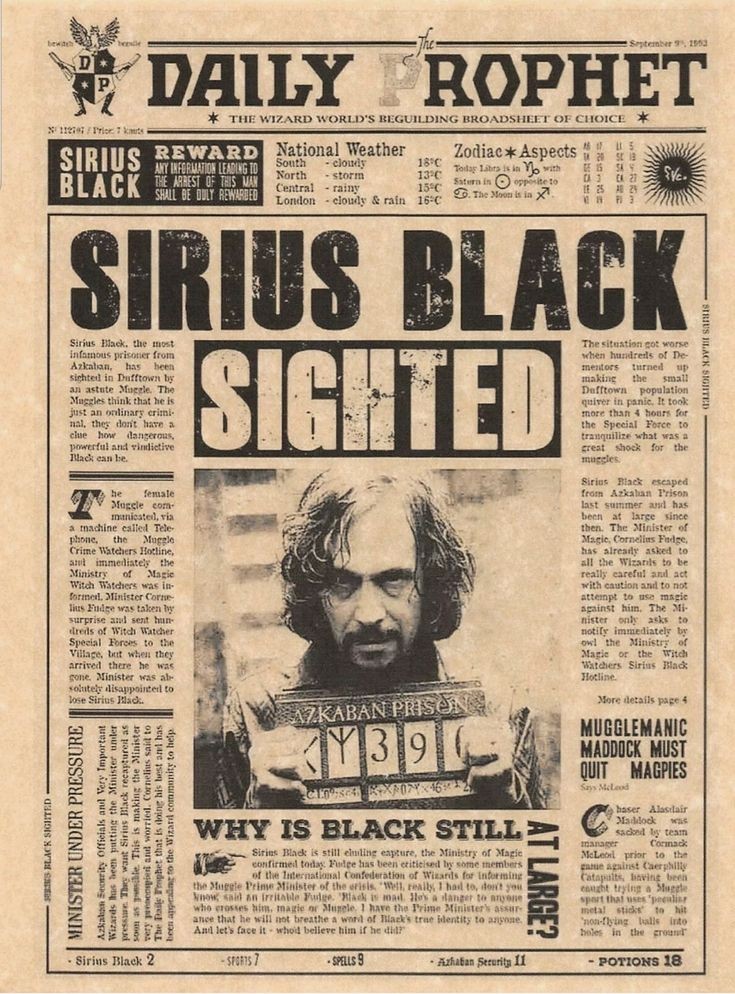 bewitch
beguile
The
September 9th, 1993
D P
DAILY PROPHET
THE WIZARD WORLD'S BEGUILDING BROADSHEET OF CHOICE
Nº 112707 / Price: 7 knuts
SIRIUS
BLACK
REWARD
ANY INFORMATION LEADING TO
THE ARREST OF THIS MAN
SHALL BE DULY REWARDED
National Weather
South - cloudy 18ºC
North - storm 13ºC
Central - rainy 15ºC
London - cloudy & rain 16ºC
Zodiac ✶ Aspects
Today Libra is in ♑ with
Saturn in ☉ opposite to
♋. The Moon is in ♐
SIRIUS BLACK
SIGHTED
Sirius Black, the most
infamous prisoner from
Azkaban, has been
sighted in Dufftown by
an astute Muggle. The
Muggles think that he is
just an ordinary crimi-
nal, they don't have a
clue how dangerous,
powerful and vindictive
Black can be.
The female
Muggle com-
municated, via
a machine called Tele-
phone, the Muggle
Crime Watchers Hotline,
and immediately the
Ministry of Magic
Witch Watchers was in-
formed. Minister Corne-
lius Fudge was taken by
surprise and sent hun-
dreds of Witch Watcher
Special Forces to the
Village, but when they
arrived there he was
gone. Minister was ab-
solutely disappointed to
lose Sirius Black.
MINISTER UNDER PRESSURE
Azkaban Security Officials and Very Important
Wizards has been putting the Minister under
pressure. They want Sirius Black recaptured as
soon as possible. This is making the Minister
very preoccupied and worried. Cornelius said to
The Daily Prophet that is doing his best and has
been appealing to the Wizard community to help.
SIRIUS BLACK SIGHTED
AZKABAN PRISON
390
WHY IS BLACK STILL
AT LARGE?
Sirius Black is still eluding capture, the Ministry of Magic
confirmed today. Fudge has been criticised by some members
of the International Confederation of Wizards for informing
the Muggle Prime Minister of the crisis. 'Well, really, I had to, don't you
know,' said an irritable Fudge. 'Black is mad. He's a danger to anyone
who crosses him, magic or Muggle. I have the Prime Minister's assur-
ance that he will not breathe a word of Black's true identity to anyone.
And let's face it - who'd believe him if he did?'
The situation got worse
when hundreds of De-
mentors turned up
making the small
Dufftown population
quiver in panic. It took
more than 4 hours for
the Special Force to
tranquilize what was a
great shock for the
muggles.
Sirius Black escaped
from Azkaban Prison
last summer and has
been at large since
then. The Minister of
Magic, Cornelius Fudge,
has already asked to
all the Wizards to be
really careful and act
with caution and to not
attempt to use magic
against him. The Mi-
nister only asks to
notify immediately by
owl the Ministry of
Magic or the Witch
Watchers Sirius Black
Hotline.
More details page 4
SIRIUS BLACK SIGHTED
MUGGLEMANIC
MADDOCK MUST
QUIT MAGPIES
Says McLeod
Chaser Alasdair
Maddock was
sacked by team
manager Cormack
McLeod prior to the
game against Caerphilly
Catapults, having been
caught trying a Muggle
sport that uses 'peculiar
metal sticks' to hit
'non-flying balls into
holes in the ground'
- Sirius Black 2
- SPORTS 7
- SPELLS 9
- Azkaban Security 11
- POTIONS 18